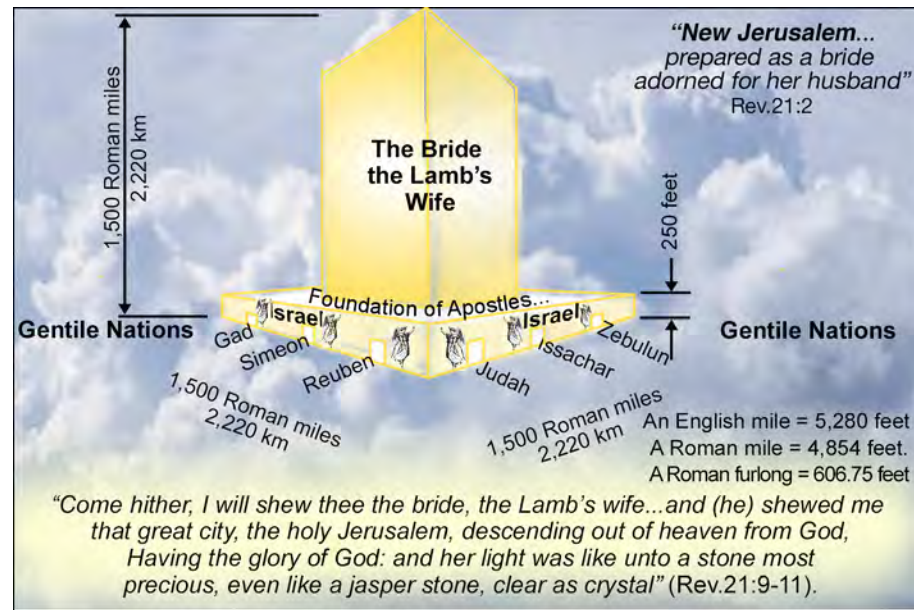 “New Jerusalem...
prepared as a bride
adorned for her husband”
Rev.21:2
1,500 Roman miles
2,220 km
The Bride
the Lamb’s
Wife
250 feet
Foundation of Apostles...
Israel
Israel
Gentile Nations
Gentile Nations
Gad
Simeon
Reuben
Judah
Issachar
Zebulun
1,500 Roman miles
2,220 km
1,500 Roman miles
2,220 km
An English mile = 5,280 feet
A Roman mile = 4,854 feet.
A Roman furlong = 606.75 feet
“Come hither, I will shew thee the bride, the Lamb’s wife...and (he) shewed me
that great city, the holy Jerusalem, descending out of heaven from God,
Having the glory of God: and her light was like unto a stone most
precious, even like a jasper stone, clear as crystal” (Rev.21:9-11).